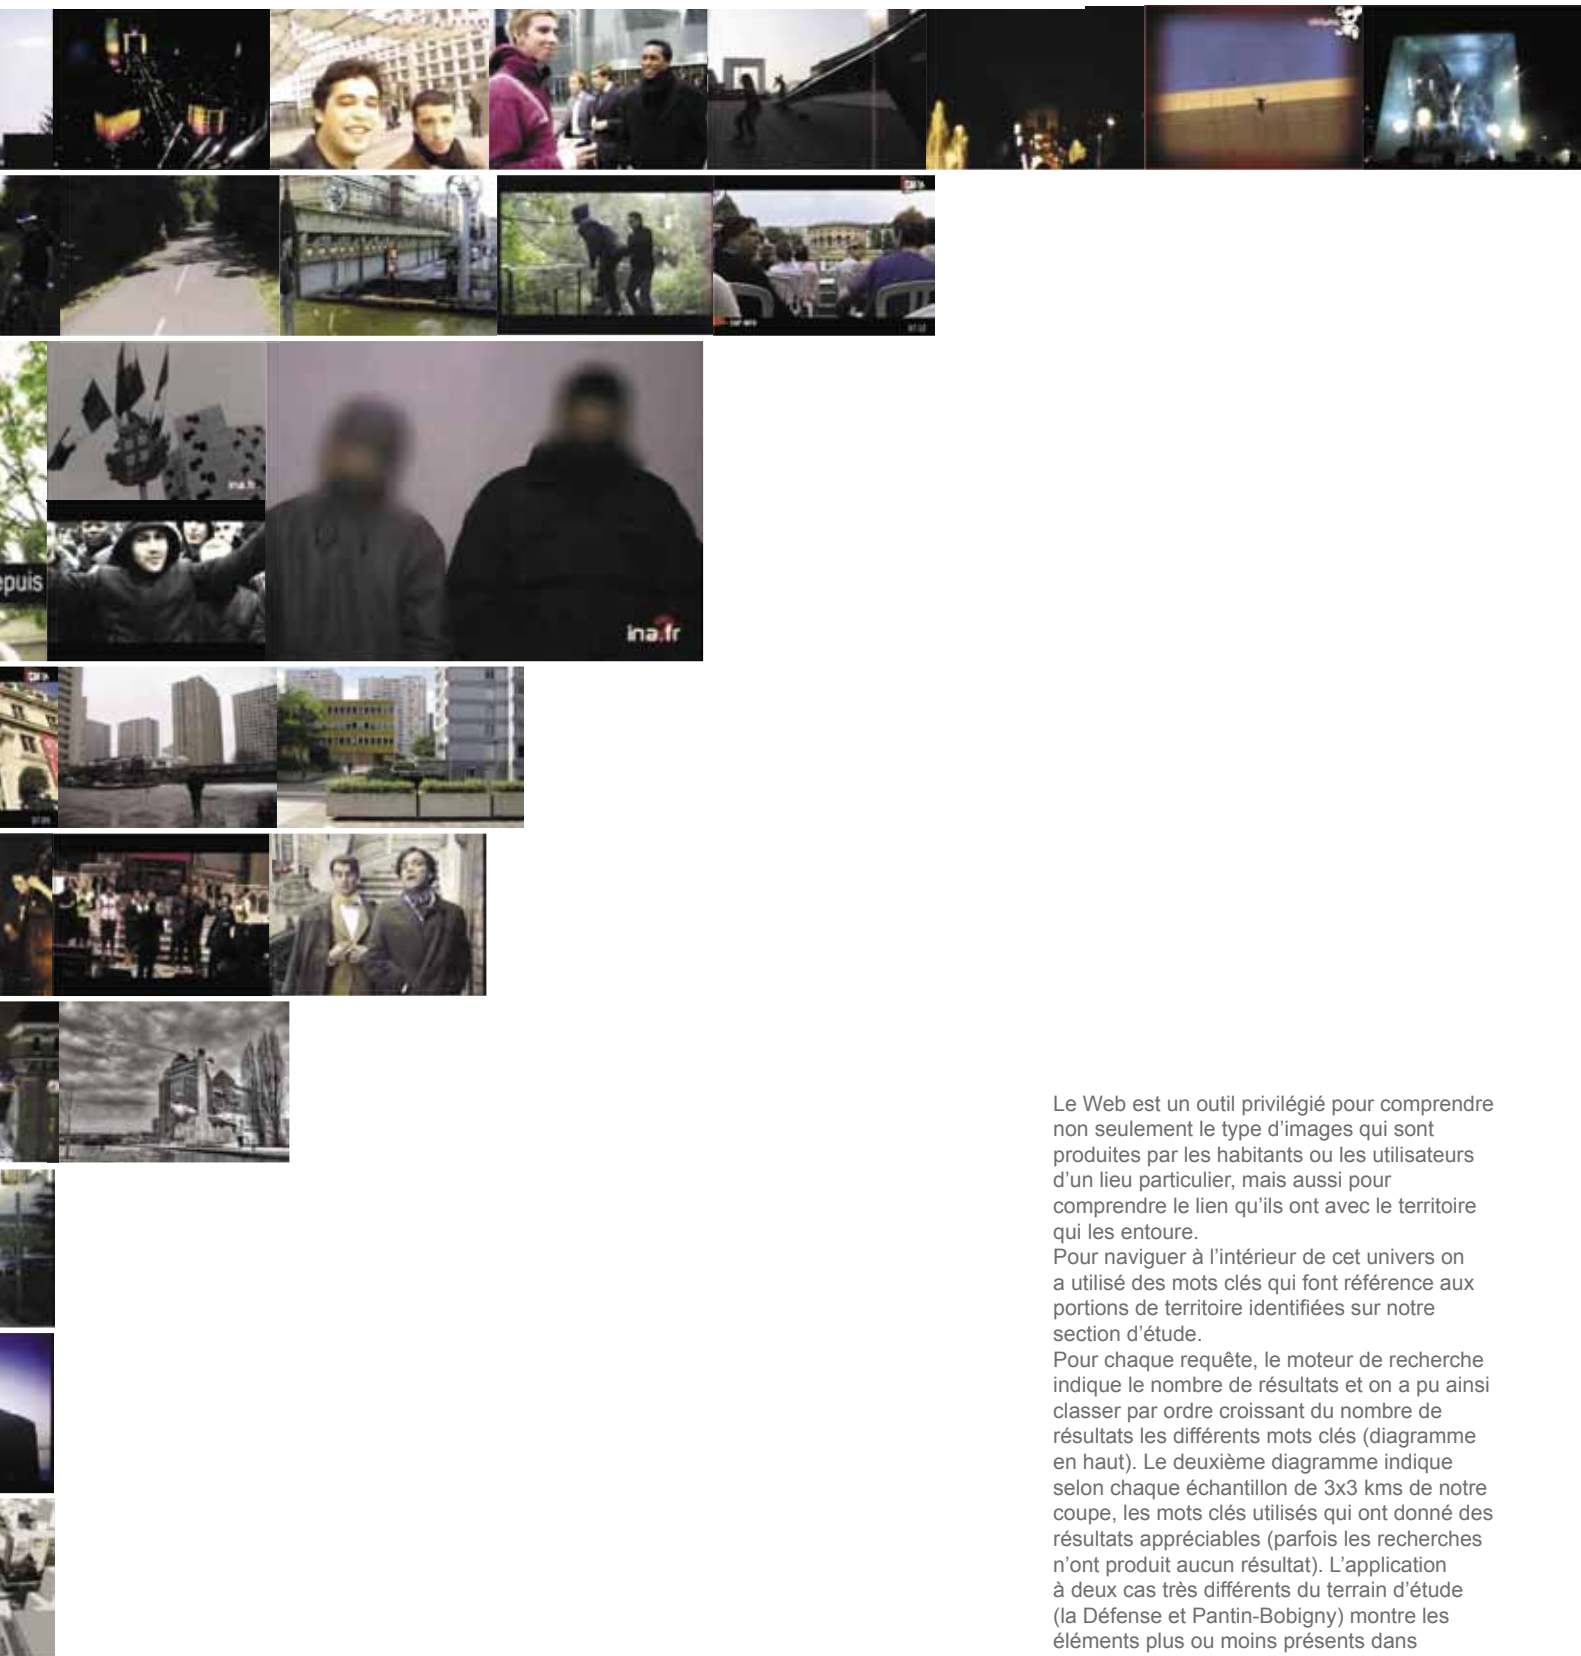 ina.fr
epuis
ina.fr
Le Web est un outil privilégié pour comprendre
non seulement le type d’images qui sont
produites par les habitants ou les utilisateurs
d’un lieu particulier, mais aussi pour
comprendre le lien qu’ils ont avec le territoire
qui les entoure.
Pour naviguer à l’intérieur de cet univers on
a utilisé des mots clés qui font référence aux
portions de territoire identifiées sur notre
section d’étude.
Pour chaque requête, le moteur de recherche
indique le nombre de résultats et on a pu ainsi
classer par ordre croissant du nombre de
résultats les différents mots clés (diagramme
en haut). Le deuxième diagramme indique
selon chaque échantillon de 3x3 kms de notre
coupe, les mots clés utilisés qui ont donné des
résultats appréciables (parfois les recherches
n’ont produit aucun résultat). L’application
à deux cas très différents du terrain d’étude
(la Défense et Pantin-Bobigny) montre les
éléments plus ou moins présents dans